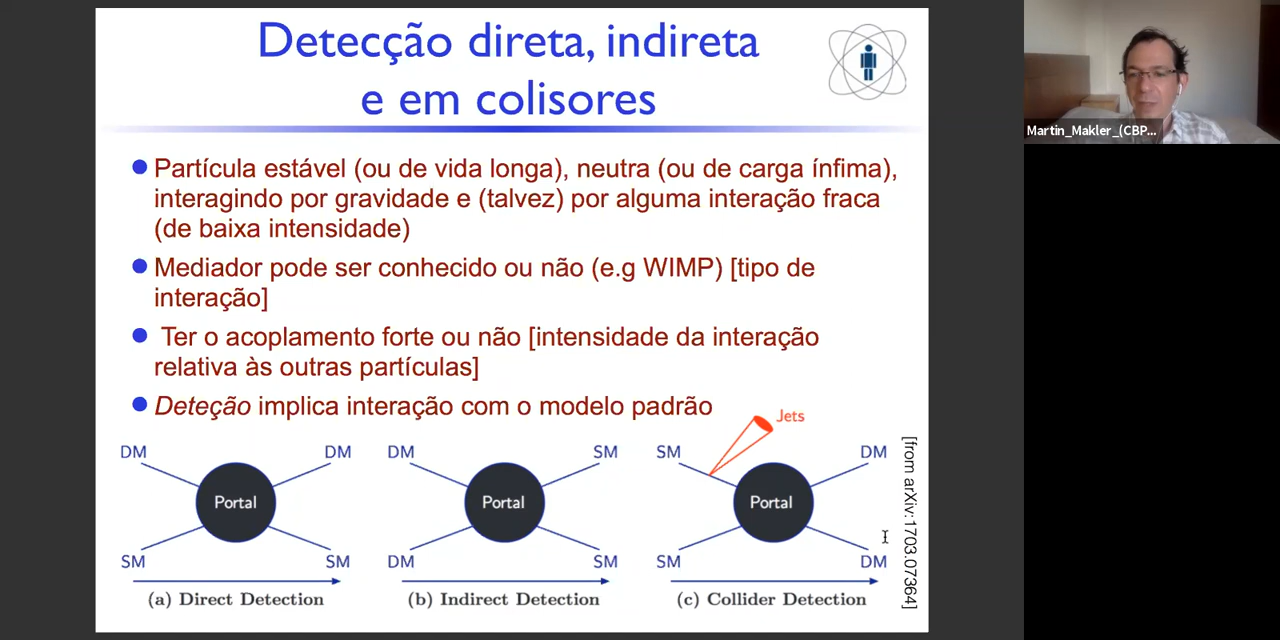 Detecção direta, indireta
e em colisores
Martin_Makler_(CBP...
Partícula estável (ou de vida longa), neutra (ou de carga ínfima),
interagindo por gravidade e (talvez) por alguma interação fraca
(de baixa intensidade)
Mediador pode ser conhecido ou não (e.g WIMP) [tipo de
interação]
Ter o acoplamento forte ou não [intensidade da interação
relativa às outras partículas]
Deteção implica interação com o modelo padrão
DM
DM
Portal
SM
SM
(a) Direct Detection
DM
SM
Portal
DM
SM
(b) Indirect Detection
Jets
SM
DM
Portal
SM
DM
(c) Collider Detection
[from arXiv:1703.07364]